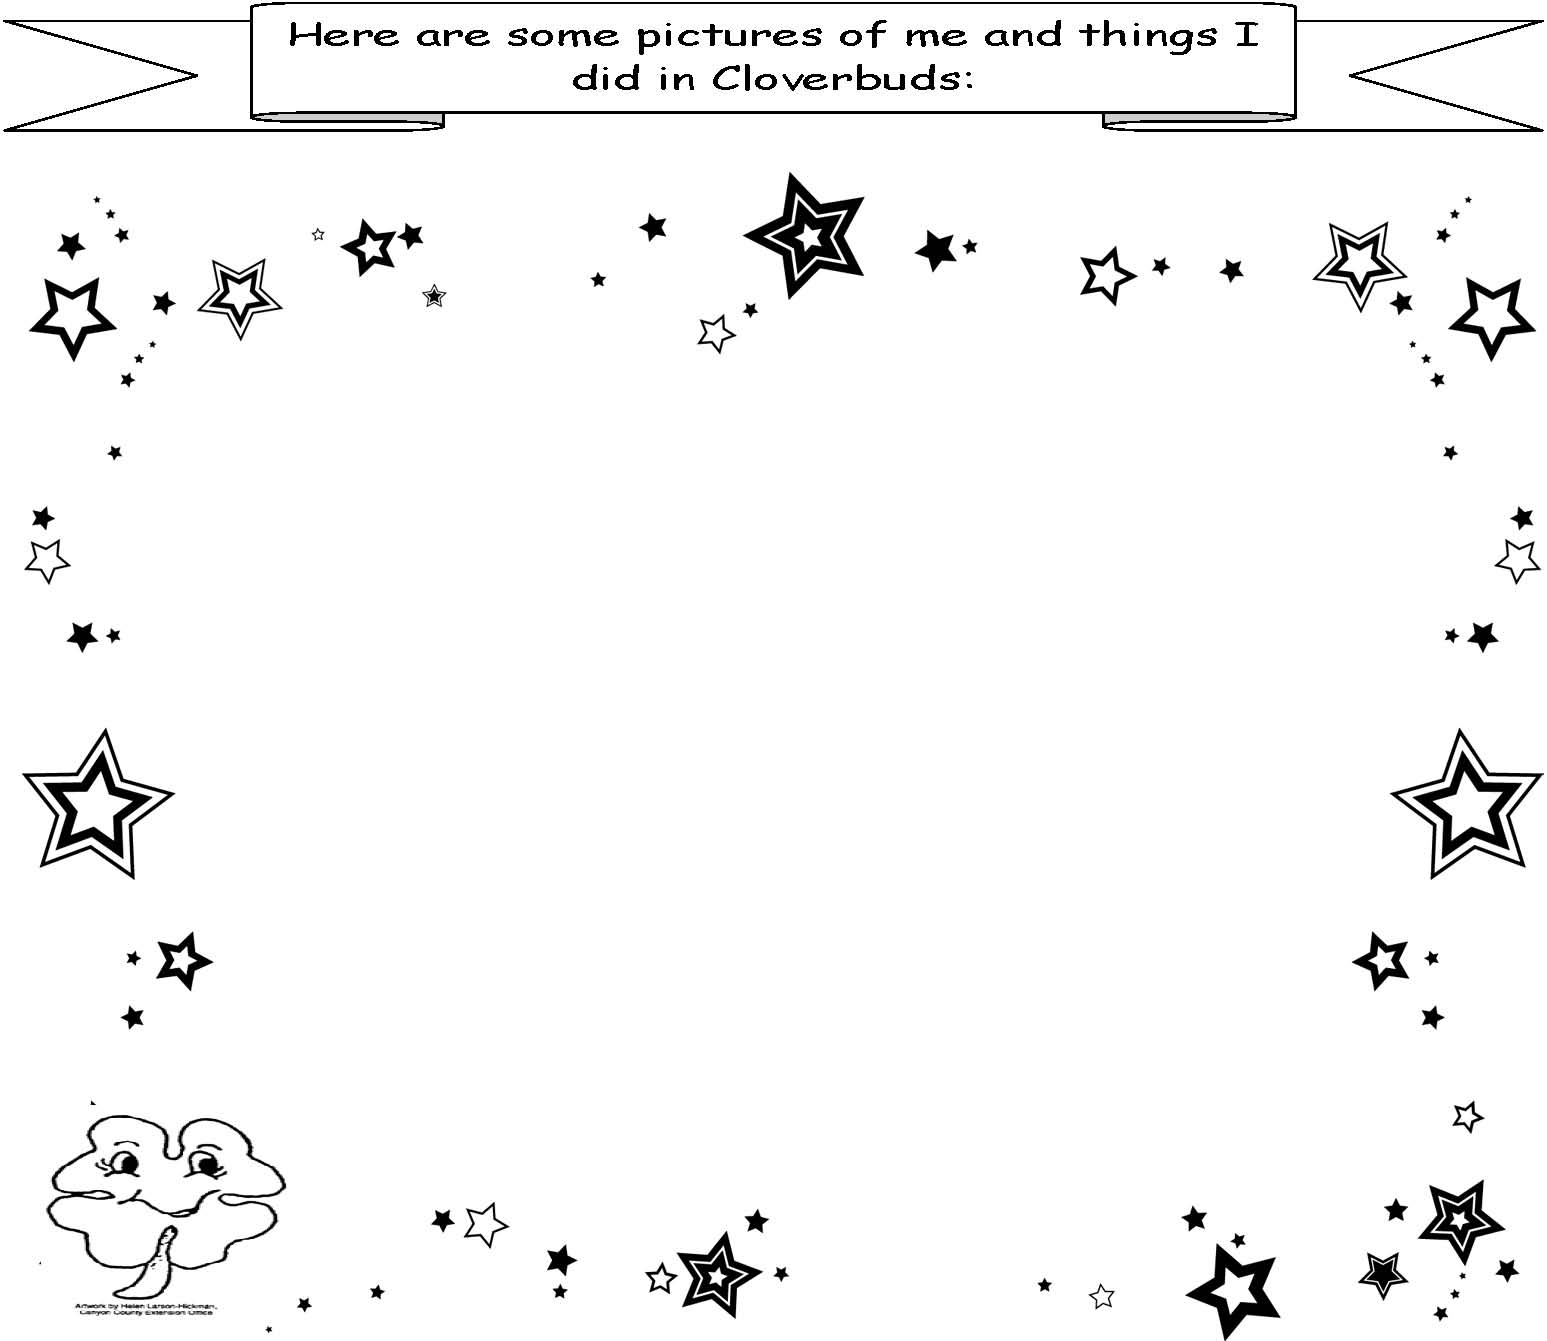 Here are some pictures of me and things I
did in Cloverbuds:
Artwork by Helen Larson-Hickman,
Canyon County Extension Office